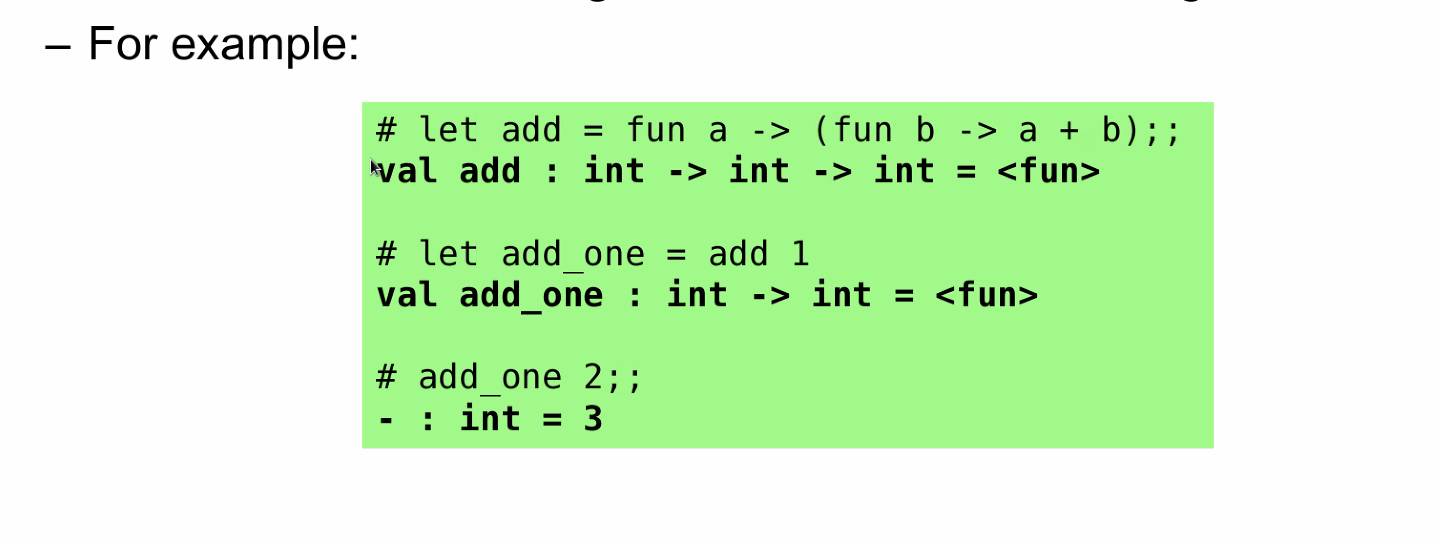 – For example:
# let add = fun a -> (fun b -> a + b);;
val add : int -> int -> int = <fun>
# let add_one = add 1
val add_one : int -> int = <fun>
# add_one 2;;
- : int = 3